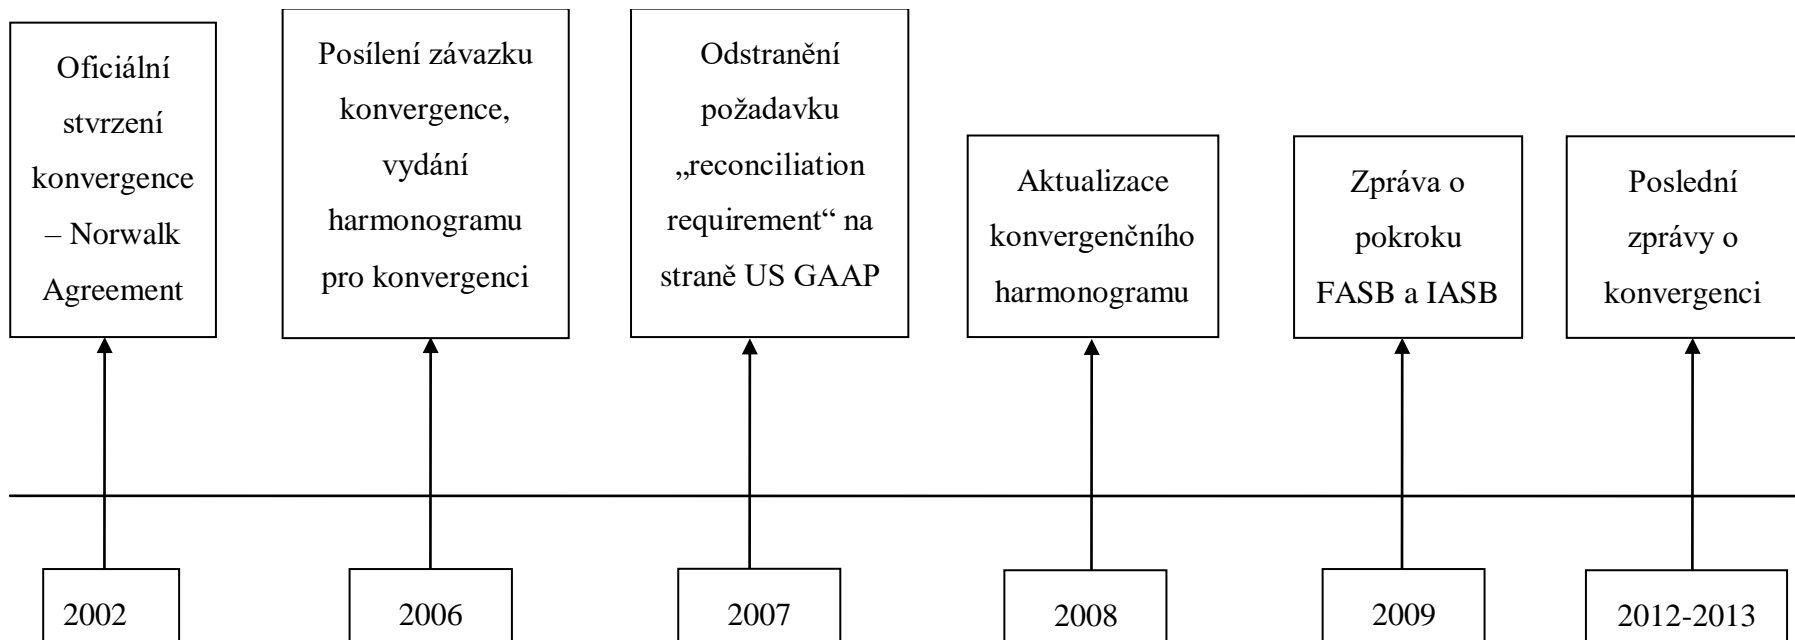 Oficiální
stvrzení
konvergence
– Norwalk
Agreement
Posílení závazku
konvergence,
vydání
harmonogramu
pro konvergenci
Odstranění
požadavku
„reconciliation
requirement“ na
straně US GAAP
Aktualizace
konvergenčního
harmonogramu
Zpráva o
pokroku
FASB a IASB
Poslední
zprávy o
konvergenci
2002
2006
2007
2008
2009
2012-2013